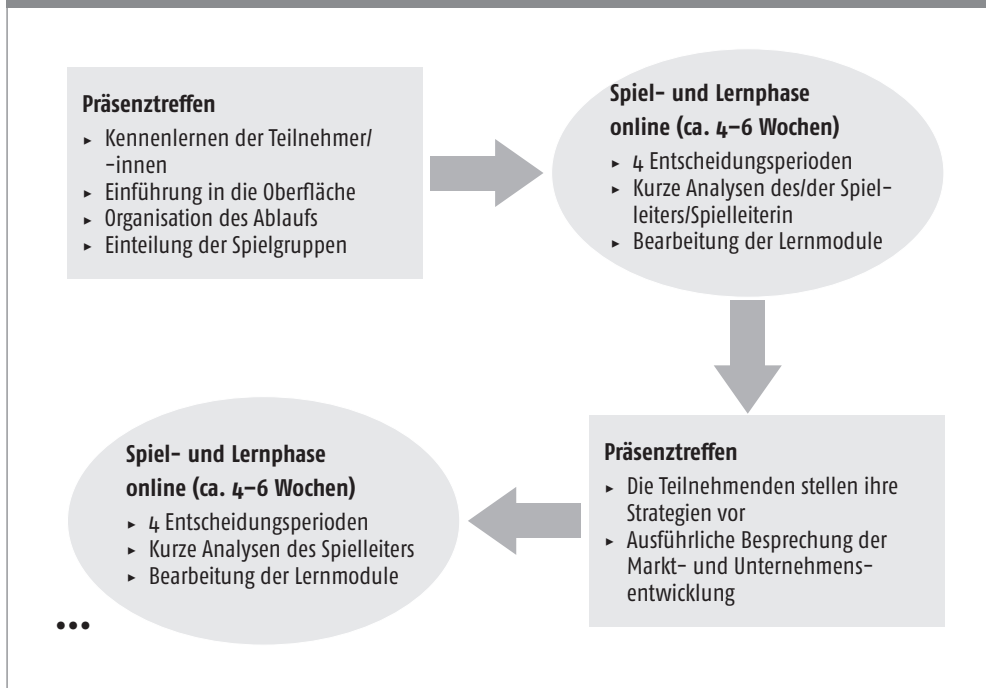 Präsenztreffen
▸ Kennenlernen der Teilnehmer/
-innen
▸ Einführung in die Oberfläche
▸ Organisation des Ablaufs
▸ Einteilung der Spielgruppen
Spiel- und Lernphase
online (ca. 4–6 Wochen)
▸ 4 Entscheidungsperioden
▸ Kurze Analysen des/der Spiel-
leiters/Spielleiterin
▸ Bearbeitung der Lernmodule
Präsenztreffen
▸ Die Teilnehmenden stellen ihre
Strategien vor
▸ Ausführliche Besprechung der
Markt- und Unternehmens-
entwicklung
Spiel- und Lernphase
online (ca. 4–6 Wochen)
▸ 4 Entscheidungsperioden
▸ Kurze Analysen des Spielleiters
▸ Bearbeitung der Lernmodule
...